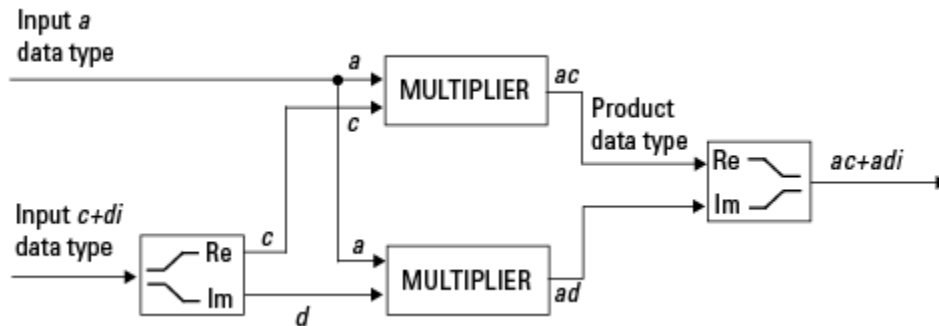 Input a
data type
a
MULTIPLIER
ac
c
Product
data type
Re
Im
ac+adi
Input c+di
data type
Re
Im
c
d
a
MULTIPLIER
ad